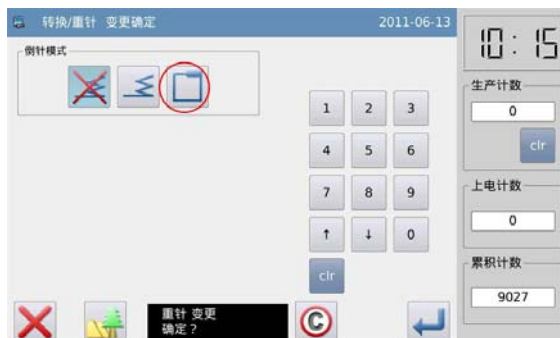 转换/重针 变更确定
2011-06-13
10:15
倒针模式
生产计数
0
clr
1 2 3
4 5 6
7 8 9
↑ ↓ 0
clr
上电计数
0
累积计数
9027
重针 变更
确定？
C